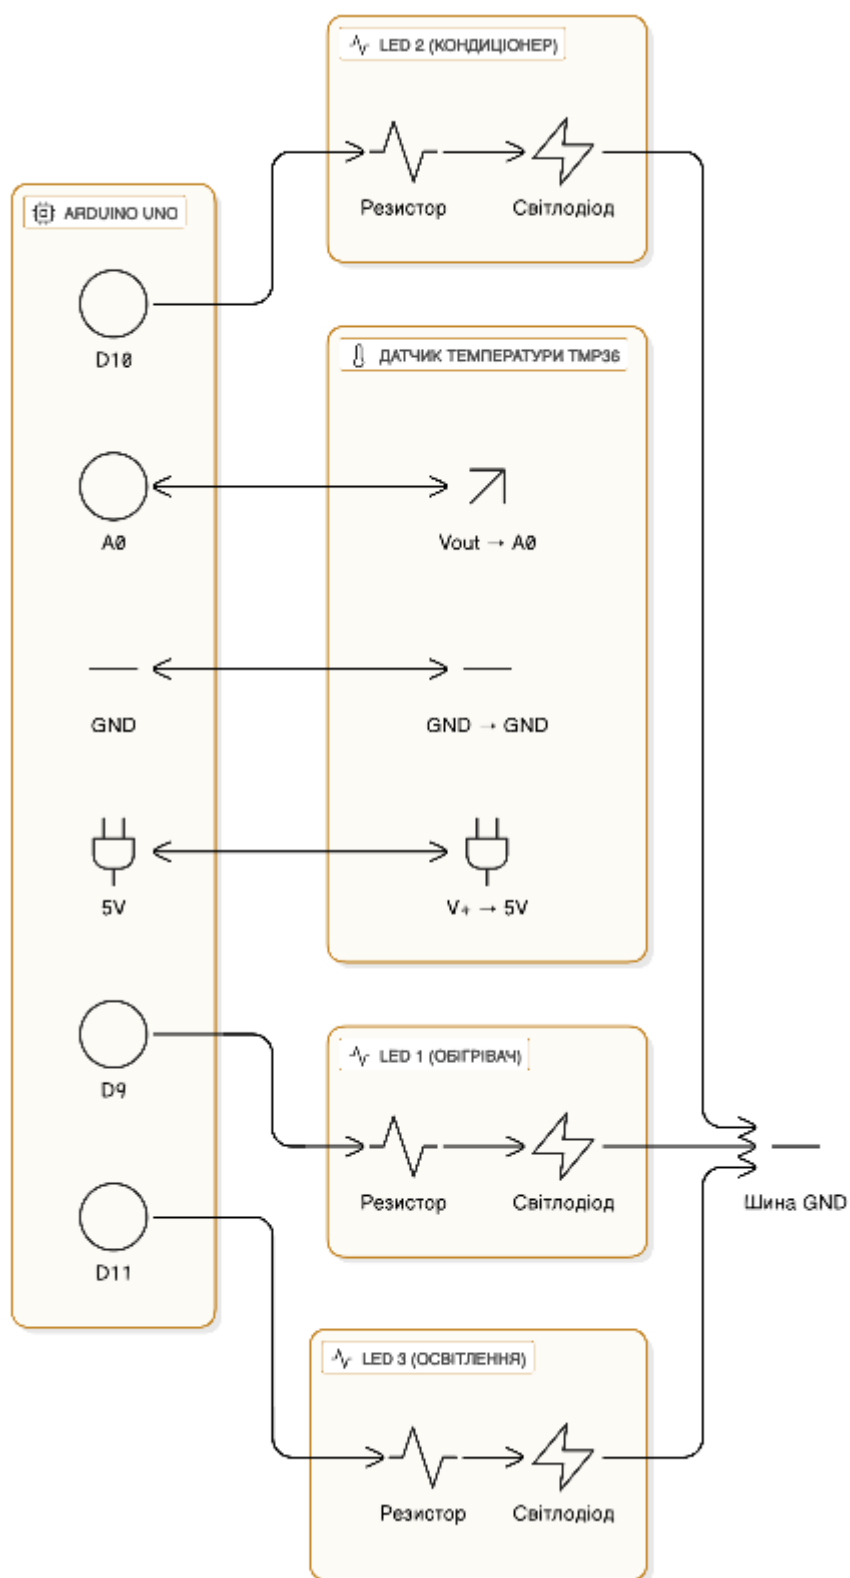 LED 2 (КОНДИЦІОНЕР)
Резистор
Світлодіод
ARDUINO UNO
D10
ДАТЧИК ТЕМПЕРАТУРИ TMP36
A0
Vout → A0
GND
GND → GND
5V
V+ → 5V
D9
LED 1 (ОБІГРІВАЧ)
Резистор
Світлодіод
Шина GND
D11
LED 3 (ОСВІТЛЕННЯ)
Резистор
Світлодіод